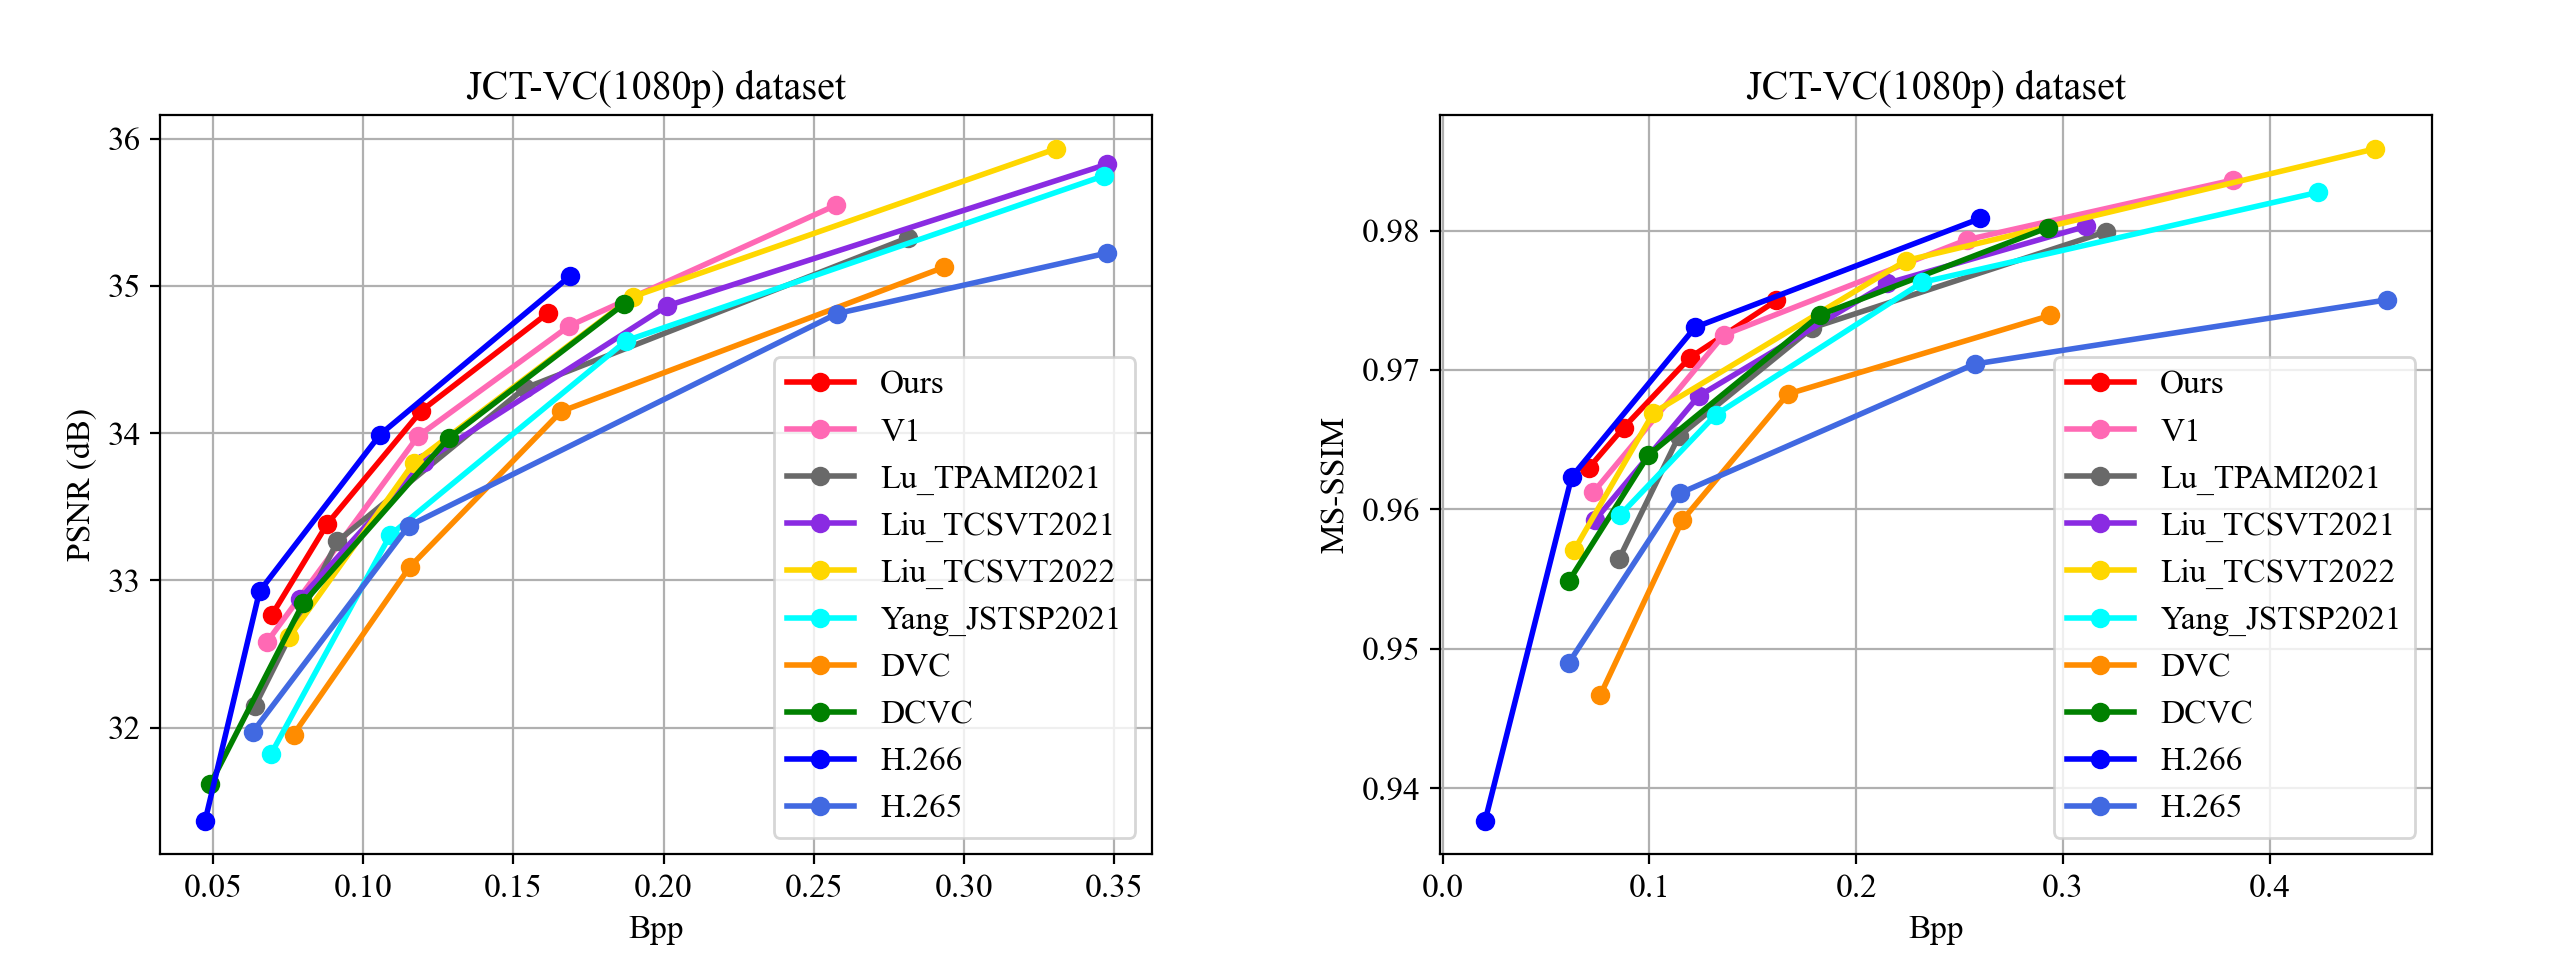 JCT-VC(1080p) dataset
PSNR (dB)
36
35
34
33
32
0.05 0.10 0.15 0.20 0.25 0.30 0.35
Bpp
Ours
V1
Lu_TPAMI2021
Liu_TCSVT2021
Liu_TCSVT2022
Yang_JSTSP2021
DVC
DCVC
H.266
H.265
JCT-VC(1080p) dataset
MS-SSIM
0.98
0.97
0.96
0.95
0.94
0.0 0.1 0.2 0.3 0.4
Bpp
Ours
V1
Lu_TPAMI2021
Liu_TCSVT2021
Liu_TCSVT2022
Yang_JSTSP2021
DVC
DCVC
H.266
H.265